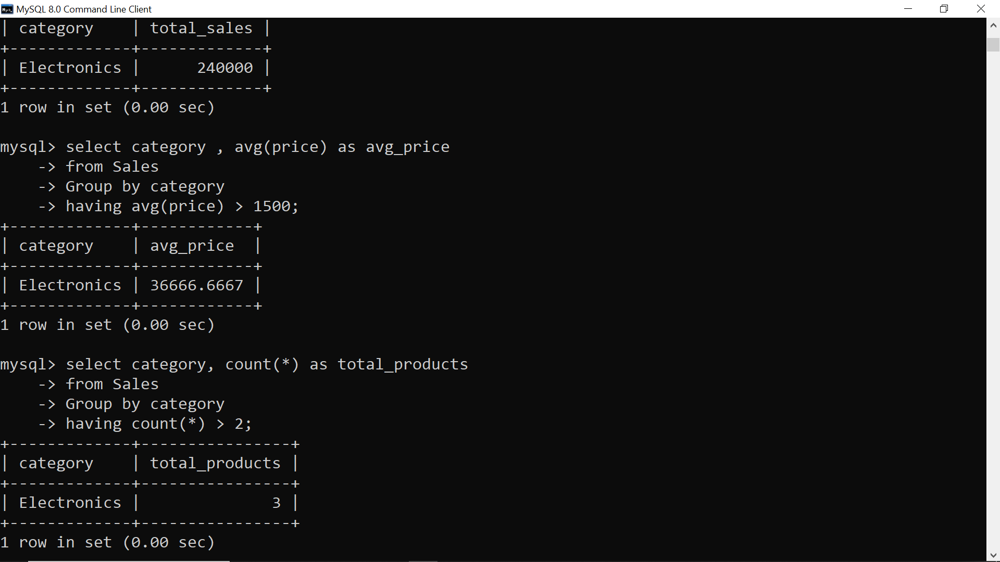 MySQL 8.0 Command Line Client
| category    | total_sales |
+-------------+-------------+
| Electronics |      240000 |
+-------------+-------------+
1 row in set (0.00 sec)

mysql> select category , avg(price) as avg_price
    -> from Sales
    -> Group by category
    -> having avg(price) > 1500;
+-------------+------------+
| category    | avg_price  |
+-------------+------------+
| Electronics | 36666.6667 |
+-------------+------------+
1 row in set (0.00 sec)

mysql> select category, count(*) as total_products
    -> from Sales
    -> Group by category
    -> having count(*) > 2;
+-------------+----------------+
| category    | total_products |
+-------------+----------------+
| Electronics |              3 |
+-------------+----------------+
1 row in set (0.00 sec)